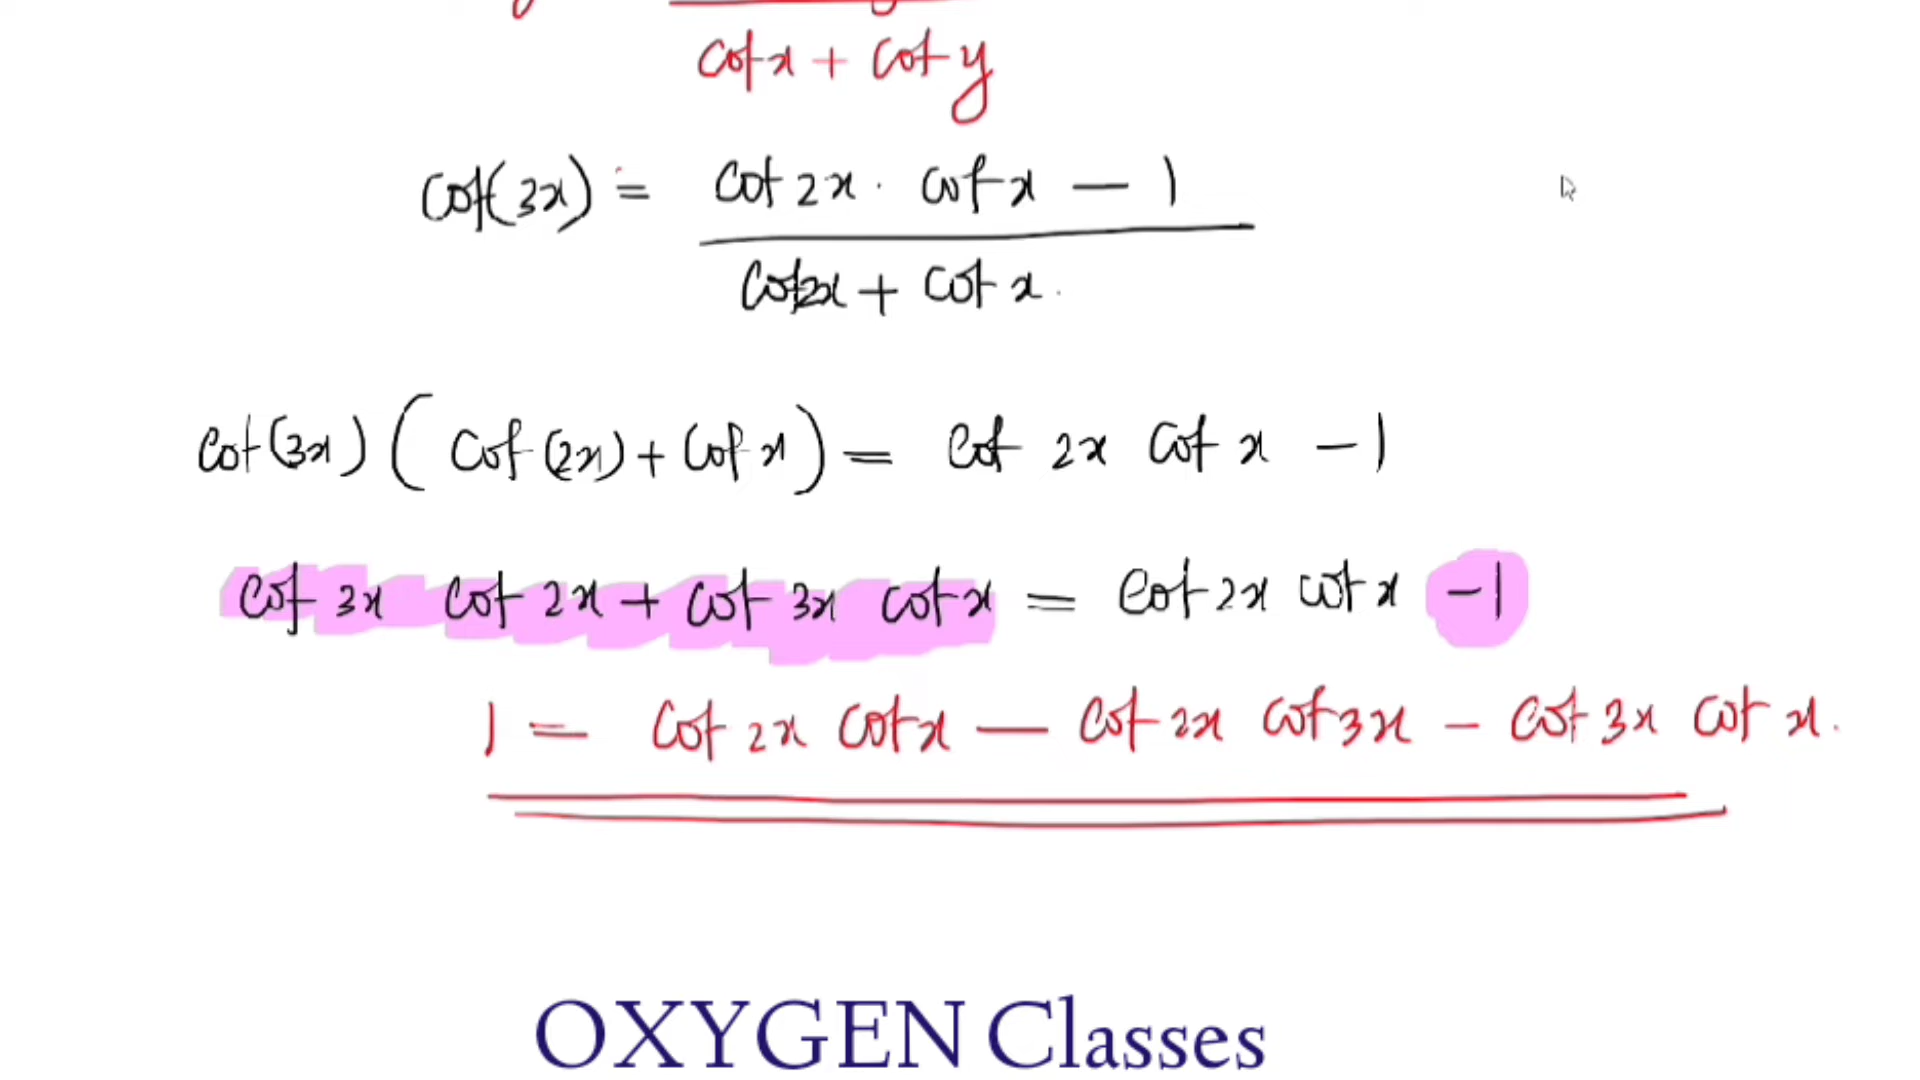 cot x + cot y
cot(3x) = cot 2x . cot x - 1
cot 2x + cot x .
cot(3x) ( cot (2x) + cot x ) = cot 2x cot x - 1
cot 3x cot 2x + cot 3x cot x = cot 2x cot x - 1
1 = cot 2x cot x - cot 2x cot 3x - cot 3x cot x .
OXYGEN Classes